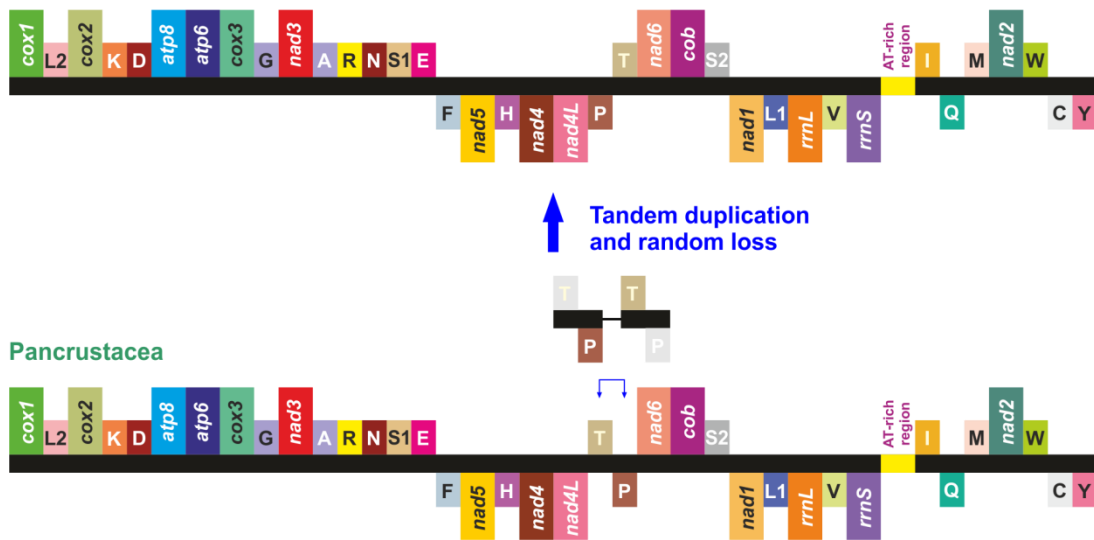 cox1 L2 cox2 K D atp8 atp6 cox3 G nad3 A R N S1 E T nad6 cob S2 AT-rich region I M nad2 W
F nad5 H nad4 nad4L P nad1 L1 rrnL V rrnS Q C Y
Tandem duplication
and random loss
T T
P P
Pancrustacea
cox1 L2 cox2 K D atp8 atp6 cox3 G nad3 A R N S1 E T nad6 cob S2 AT-rich region I M nad2 W
F nad5 H nad4 nad4L P nad1 L1 rrnL V rrnS Q C Y